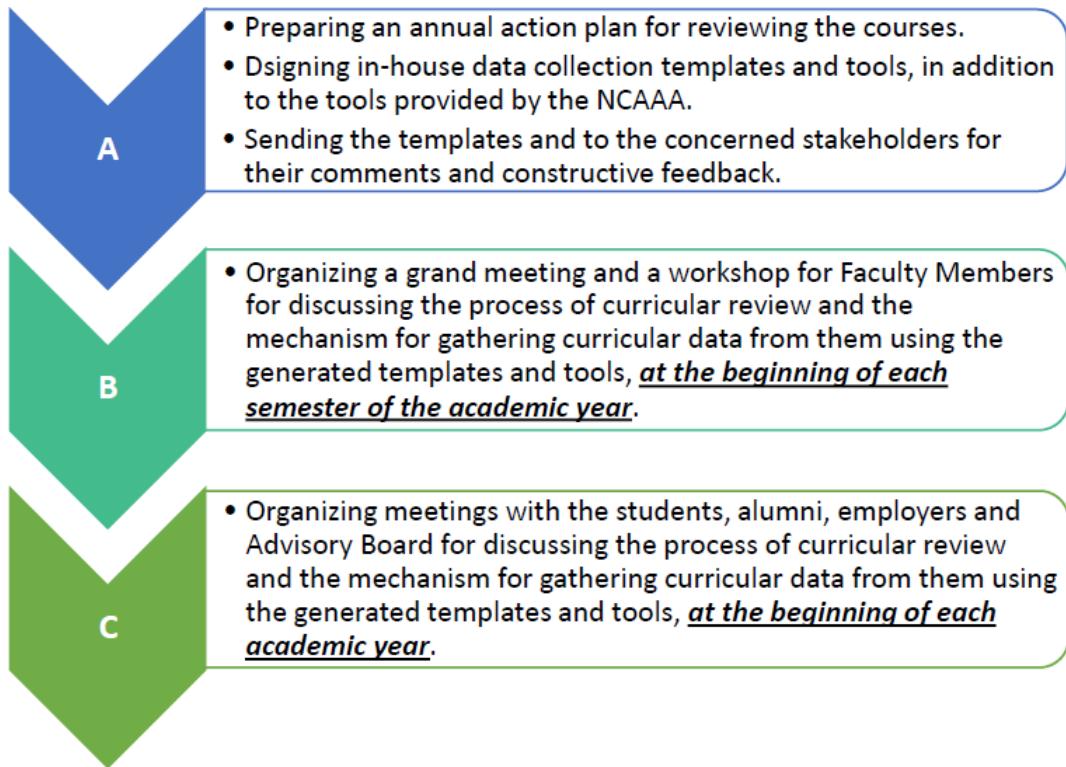 A
• Preparing an annual action plan for reviewing the courses.
• Dsigning in-house data collection templates and tools, in addition
to the tools provided by the NCAAA.
• Sending the templates and to the concerned stakeholders for
their comments and constructive feedback.
B
• Organizing a grand meeting and a workshop for Faculty Members
for discussing the process of curricular review and the
mechanism for gathering curricular data from them using the
generated templates and tools, at the beginning of each
semester of the academic year.
C
• Organizing meetings with the students, alumni, employers and
Advisory Board for discussing the process of curricular review
and the mechanism for gathering curricular data from them using
the generated templates and tools, at the beginning of each
academic year.